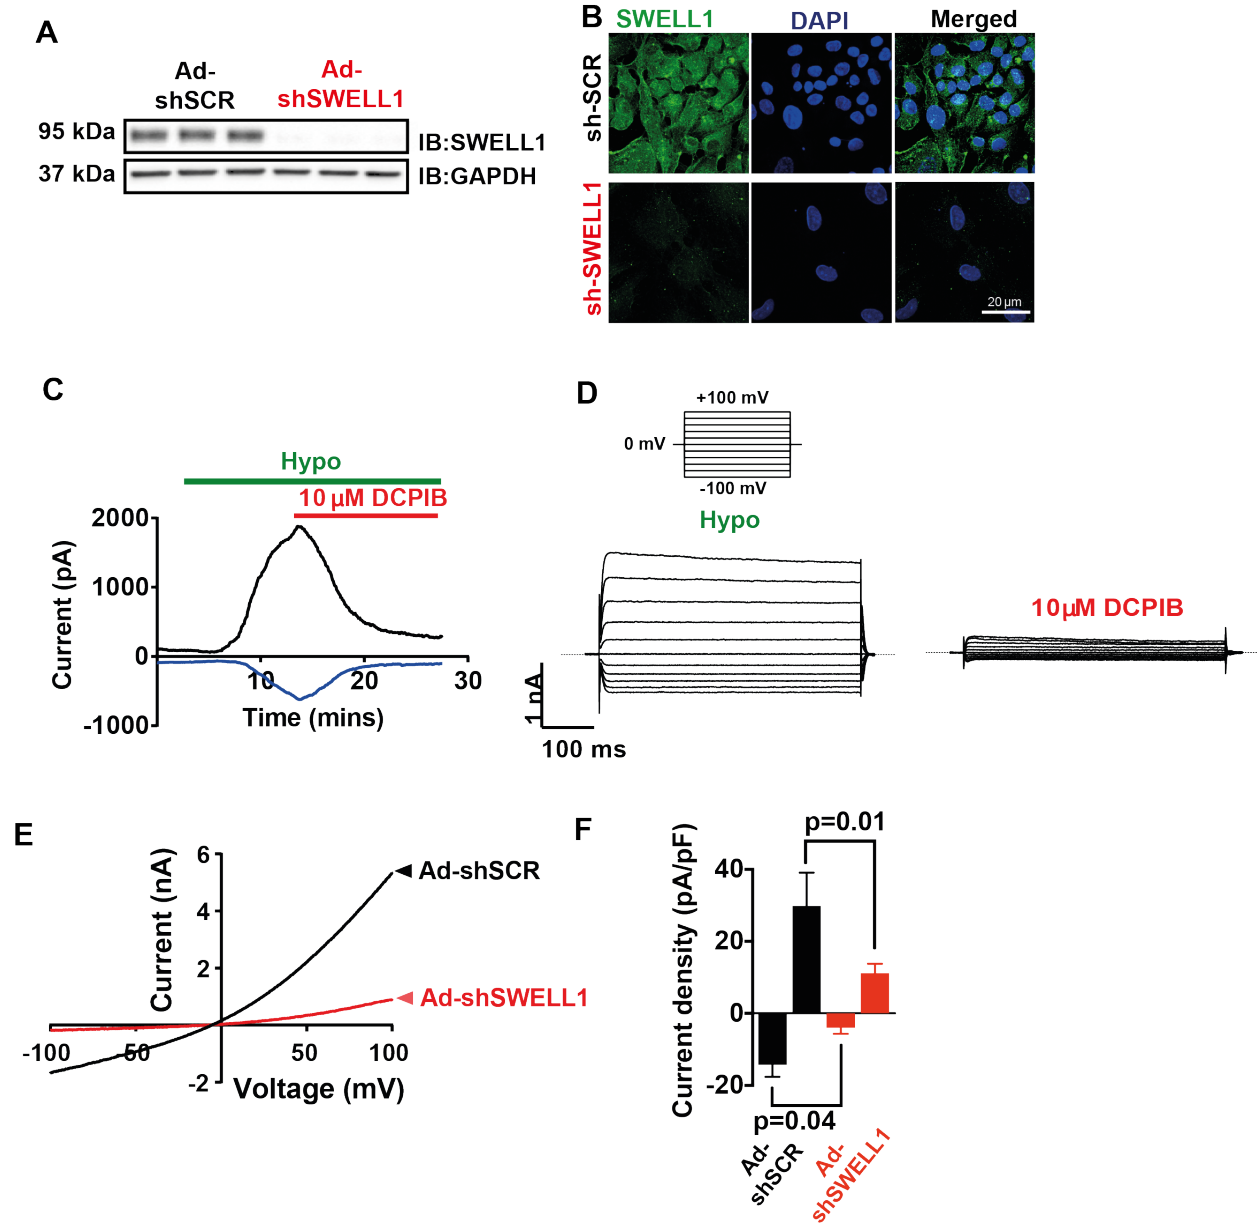 A
Ad-
shSCR
Ad-
shSWELL1
95 kDa
IB:SWELL1
37 kDa
IB:GAPDH
B
SWELL1
DAPI
Merged
sh-SCR
sh-SWELL1
20 µm
C
Hypo
10 µM DCPIB
2000
1000
0
-1000
10
20
30
Current (pA)
Time (mins)
D
+100 mV
0 mV
-100 mV
Hypo
1 nA
100 ms
10µM DCPIB
E
6
4
2
-2
-100
50
50
100
Current (nA)
Voltage (mV)
Ad-shSCR
Ad-shSWELL1
F
p=0.01
40
20
0
-20
Current density (pA/pF)
p=0.04
Ad-
shSCR
Ad-
shSWELL1